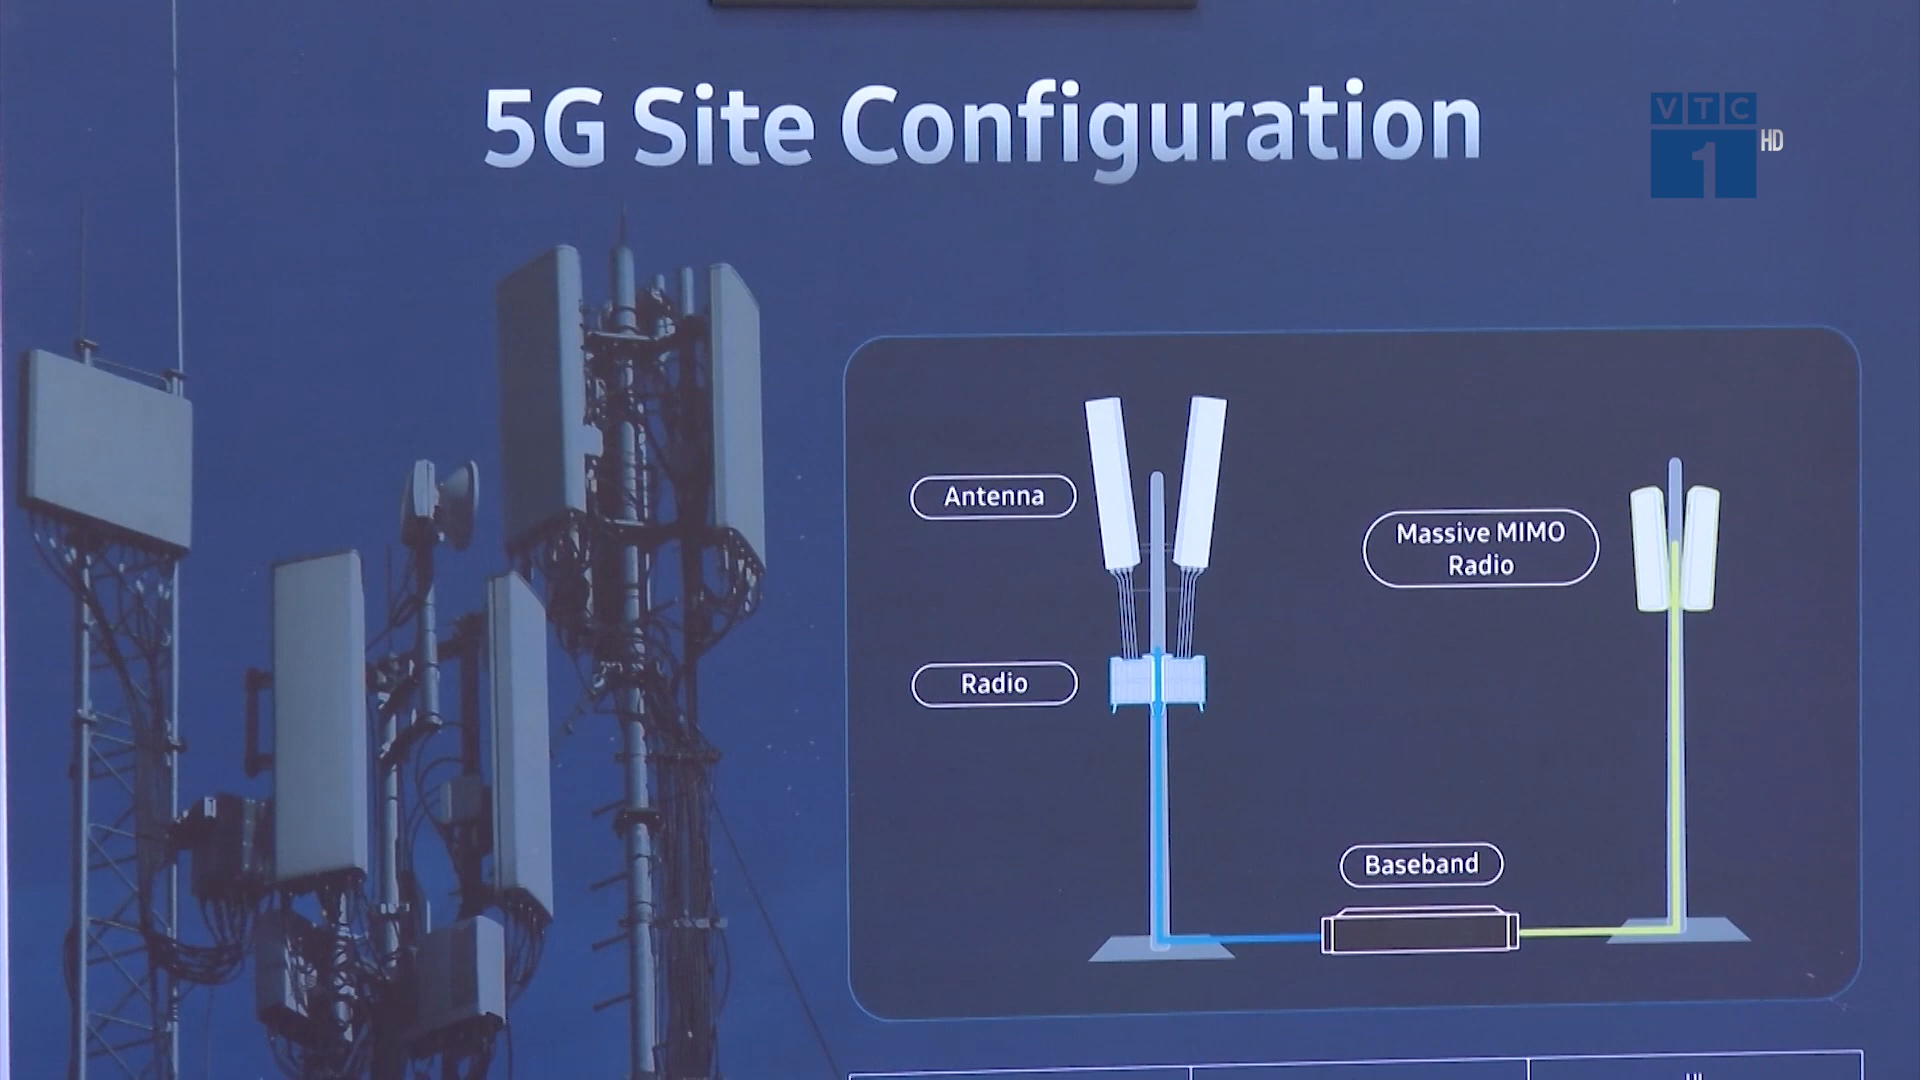 5G Site Configuration
VTC
1 HD
Antenna
Massive MIMO
Radio
Radio
Baseband